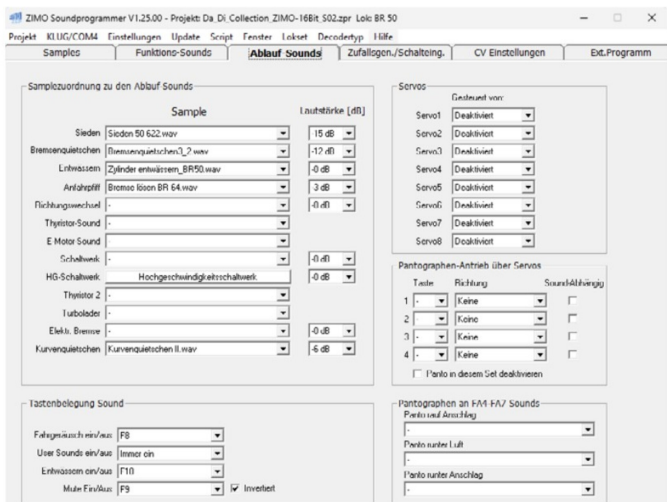 ZIMO Soundprogrammer V1.25.00 - Projekt: Da_Di_Collection_ZIMO-16Bit_S02.zpr Lok: BR 50
Projekt KLUG/COM4 Einstellungen Update Script Fenster Lokset Decodertyp Hilfe
Samples Funktions-Sounds Ablauf-Sounds Zufallsgen./Schalteing. CV Einstellungen Ext.Programm
Samplezuordnung zu den Ablauf Sounds
Sample Lautstärke [dB]
Sieden Sieden 50 622.wav 15 dB
Bremsenquietschen Bremsenquietschen3_2.wav -12 dB
Entwässern Zylinder entwässern_BR50.wav -0 dB
Anfahrpfiff Bremse lösen BR 64.wav 3 dB
Richtungswechsel - -0 dB
Thyristor-Sound -
E Motor Sound
Schaltwerk - -0 dB
HG-Schaltwerk Hochgeschwindigkeitsschaltwerk -0 dB
Thyristor 2 -
Turbolader -
Elektr. Bremse - -0 dB
Kurvenquietschen Kurvenquietschen II.wav -6 dB
Servos
Gesteuert von:
Servo1 Deaktiviert
Servo2 Deaktiviert
Servo3 Deaktiviert
Servo4 Deaktiviert
Servo5 Deaktiviert
Servo6 Deaktiviert
Servo7 Deaktiviert
Servo8 Deaktiviert
Pantographen-Antrieb über Servos
Taste Richtung Sound-Abhängig
1 - Keine
2 - Keine
3 - Keine
4 - Keine
Panto in diesem Set deaktivieren
Tastenbelegung Sound
Fahrgeräusch ein/aus F8
User Sounds ein/aus Immer ein
Entwässern ein/aus F10
Mute Ein/Aus F9 Invertiert
Pantographen an FA4 FA7 Sounds
Panto rauf Anschlag
-
Panto runter Luft
-
Panto runter Anschlag
-